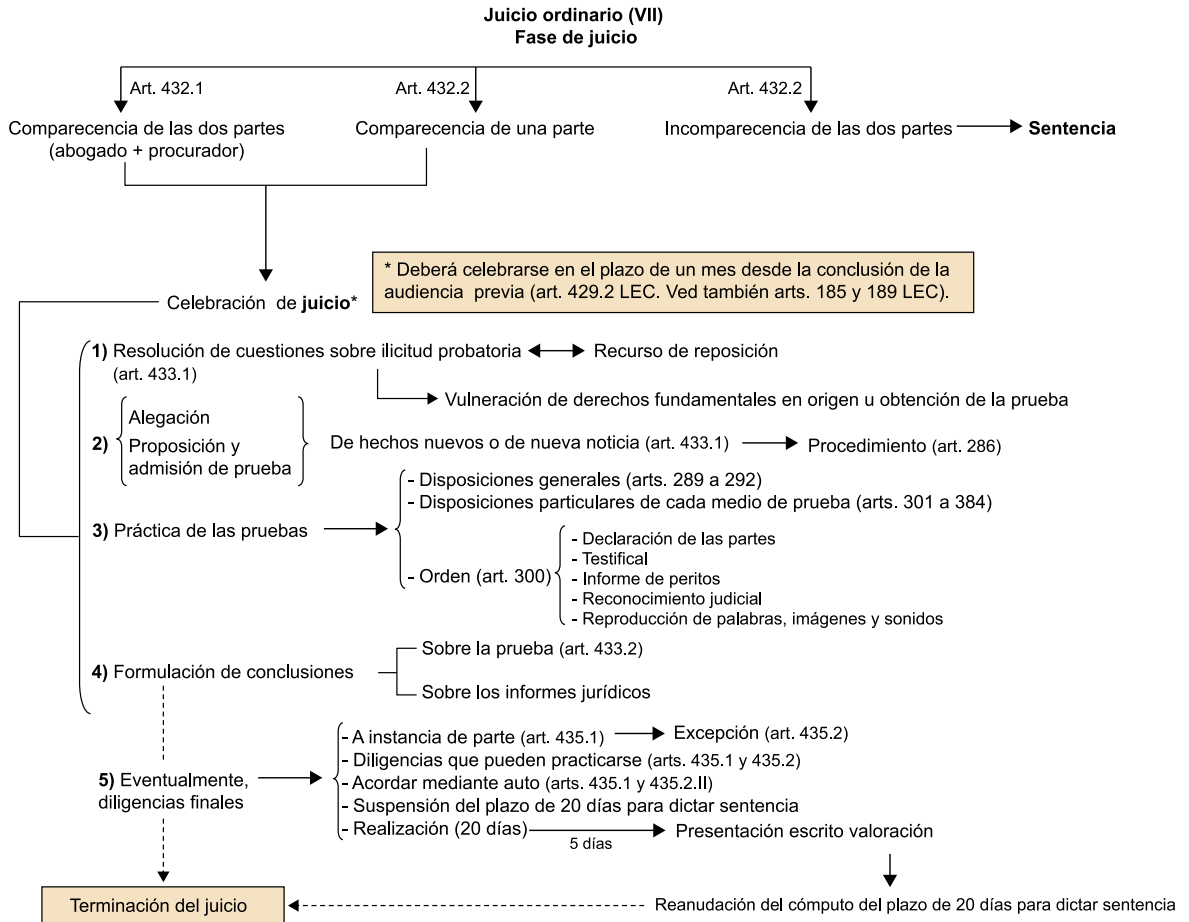 Juicio ordinario (VII)
Fase de juicio
Art. 432.1
Art. 432.2
Art. 432.2
Comparecencia de las dos partes
(abogado + procurador)
Comparecencia de una parte
Incomparecencia de las dos partes
Sentencia
* Deberá celebrarse en el plazo de un mes desde la conclusión de la
audiencia previa (art. 429.2 LEC. Ved también arts. 185 y 189 LEC).
Celebración de juicio*
1) Resolución de cuestiones sobre ilicitud probatoria
(art. 433.1)
Recurso de reposición
Vulneración de derechos fundamentales en origen u obtención de la prueba
2)
Alegación
Proposición y
admisión de prueba
De hechos nuevos o de nueva noticia (art. 433.1)
Procedimiento (art. 286)
3) Práctica de las pruebas
- Disposiciones generales (arts. 289 a 292)
- Disposiciones particulares de cada medio de prueba (arts. 301 a 384)
- Orden (art. 300)
- Declaración de las partes
- Testifical
- Informe de peritos
- Reconocimiento judicial
- Reproducción de palabras, imágenes y sonidos
4) Formulación de conclusiones
Sobre la prueba (art. 433.2)
Sobre los informes jurídicos
5) Eventualmente,
diligencias finales
- A instancia de parte (art. 435.1)
Excepción (art. 435.2)
- Diligencias que pueden practicarse (arts. 435.1 y 435.2)
- Acordar mediante auto (arts. 435.1 y 435.2.II)
- Suspensión del plazo de 20 días para dictar sentencia
- Realización (20 días)
5 días
Presentación escrito valoración
Terminación del juicio
Reanudación del cómputo del plazo de 20 días para dictar sentencia